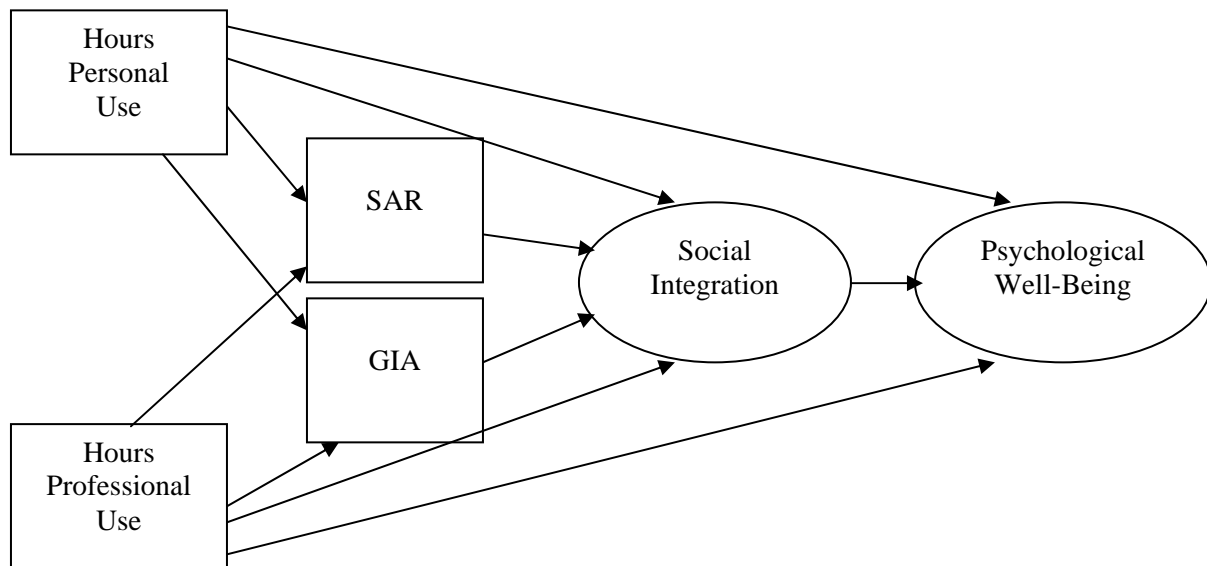 Hours
Personal
Use
SAR
Social
Integration
Psychological
Well-Being
GIA
Hours
Professional
Use